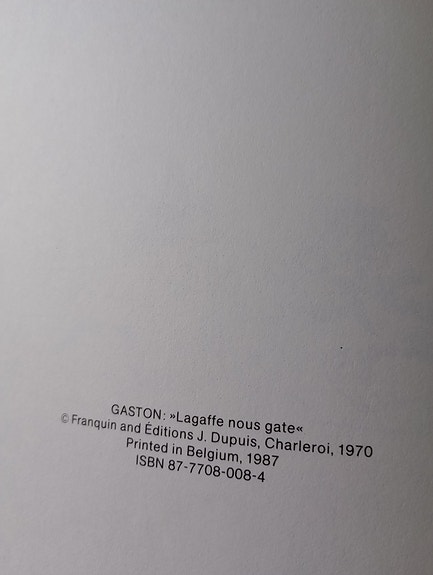 GASTON: »Lagaffe nous gate«
© Franquin and Éditions J. Dupuis, Charleroi, 1970
Printed in Belgium, 1987
ISBN 87-7708-008-4